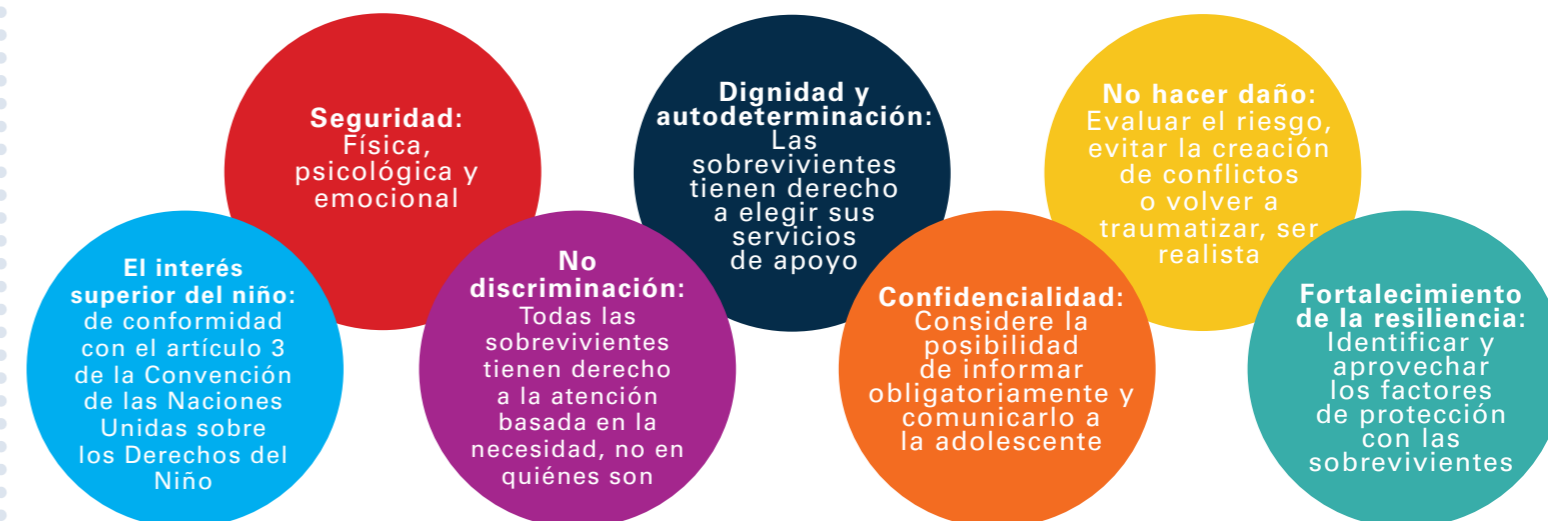 El interés
superior del niño:
de conformidad
con el artículo 3
de la Convención
de las Naciones
Unidas sobre
los Derechos del
Niño
Seguridad:
Física,
psicológica y
emocional
No
discriminación:
Todas las
sobrevivientes
tienen derecho
a la atención
basada en la
necesidad, no en
quiénes son
Dignidad y
autodeterminación:
Las
sobrevivientes
tienen derecho
a elegir sus
servicios
de apoyo
Confidencialidad:
Considere la
posibilidad
de informar
obligatoriamente y
comunicarlo a
la adolescente
No hacer daño:
Evaluar el riesgo,
evitar la creación
de conflictos
o volver a
traumatizar, ser
realista
Fortalecimiento
de la resiliencia:
Identificar y
aprovechar
los factores
de protección
con las
sobrevivientes